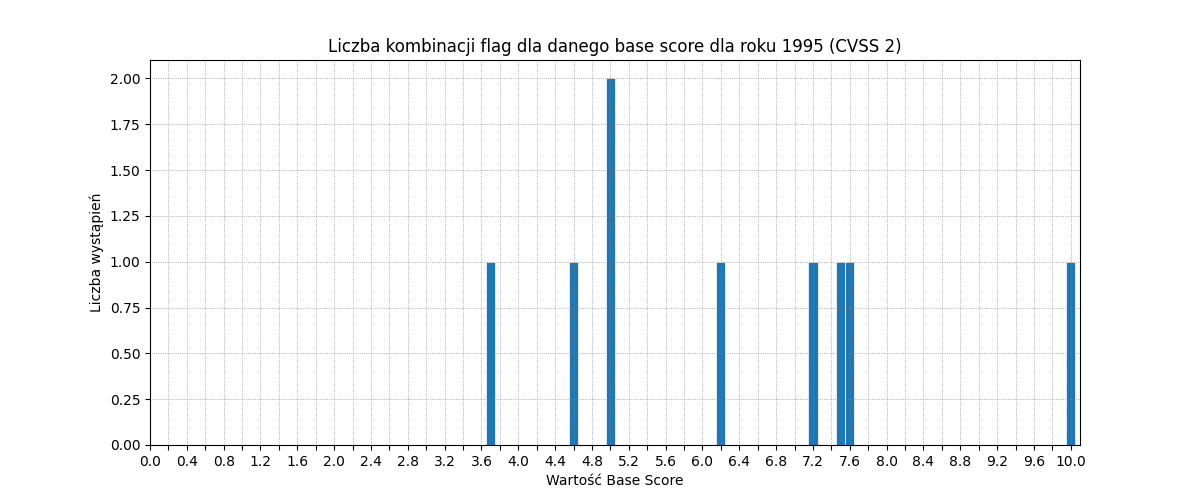 Liczba kombinacji flag dla danego base score dla roku 1995 (CVSS 2)
Liczba wystąpień
2.00
1.75
1.50
1.25
1.00
0.75
0.50
0.25
0.00
0.0 0.4 0.8 1.2 1.6 2.0 2.4 2.8 3.2 3.6 4.0 4.4 4.8 5.2 5.6 6.0 6.4 6.8 7.2 7.6 8.0 8.4 8.8 9.2 9.6 10.0
Wartość Base Score